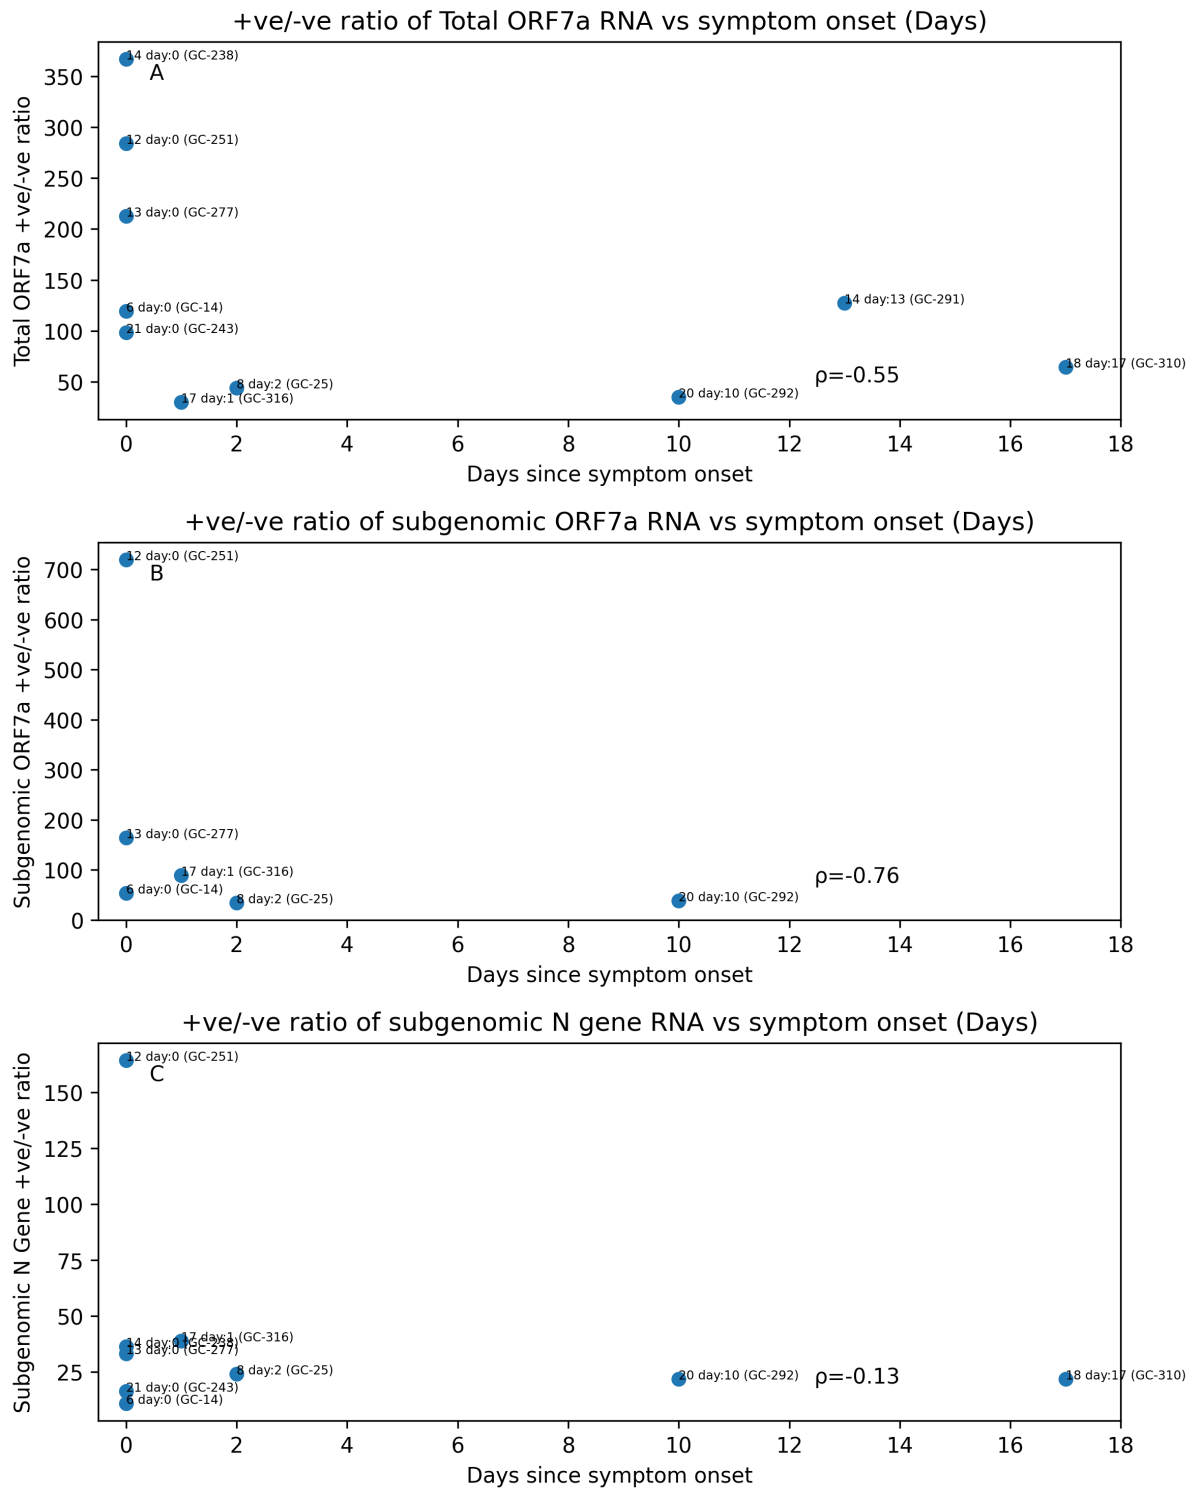 +ve/-ve ratio of Total ORF7a RNA vs symptom onset (Days)
Total ORF7a +ve/-ve ratio
350
300
250
200
150
100
50
14 day:0 (GC-238)
A
12 day:0 (GC-251)
13 day:0 (GC-277)
6 day:0 (GC-14)
21 day:0 (GC-243)
14 day:13 (GC-291)
18 day:17 (GC-310)
ρ=-0.55
8 day:2 (GC-25)
17 day:1 (GC-316)
20 day:10 (GC-292)
0 2 4 6 8 10 12 14 16 18
Days since symptom onset
+ve/-ve ratio of subgenomic ORF7a RNA vs symptom onset (Days)
Subgenomic ORF7a +ve/-ve ratio
700
600
500
400
300
200
100
0
12 day:0 (GC-251)
B
13 day:0 (GC-277)
17 day:1 (GC-316)
ρ=-0.76
6 day:0 (GC-14)
8 day:2 (GC-25)
20 day:10 (GC-292)
0 2 4 6 8 10 12 14 16 18
Days since symptom onset
+ve/-ve ratio of subgenomic N gene RNA vs symptom onset (Days)
Subgenomic N Gene +ve/-ve ratio
150
125
100
75
50
25
12 day:0 (GC-251)
C
17 day:1 (GC-316)
14 day:0 (GC-238)
13 day:0 (GC-277)
8 day:2 (GC-25)
20 day:10 (GC-292)
ρ=-0.13
18 day:17 (GC-310)
21 day:0 (GC-243)
6 day:0 (GC-14)
0 2 4 6 8 10 12 14 16 18
Days since symptom onset